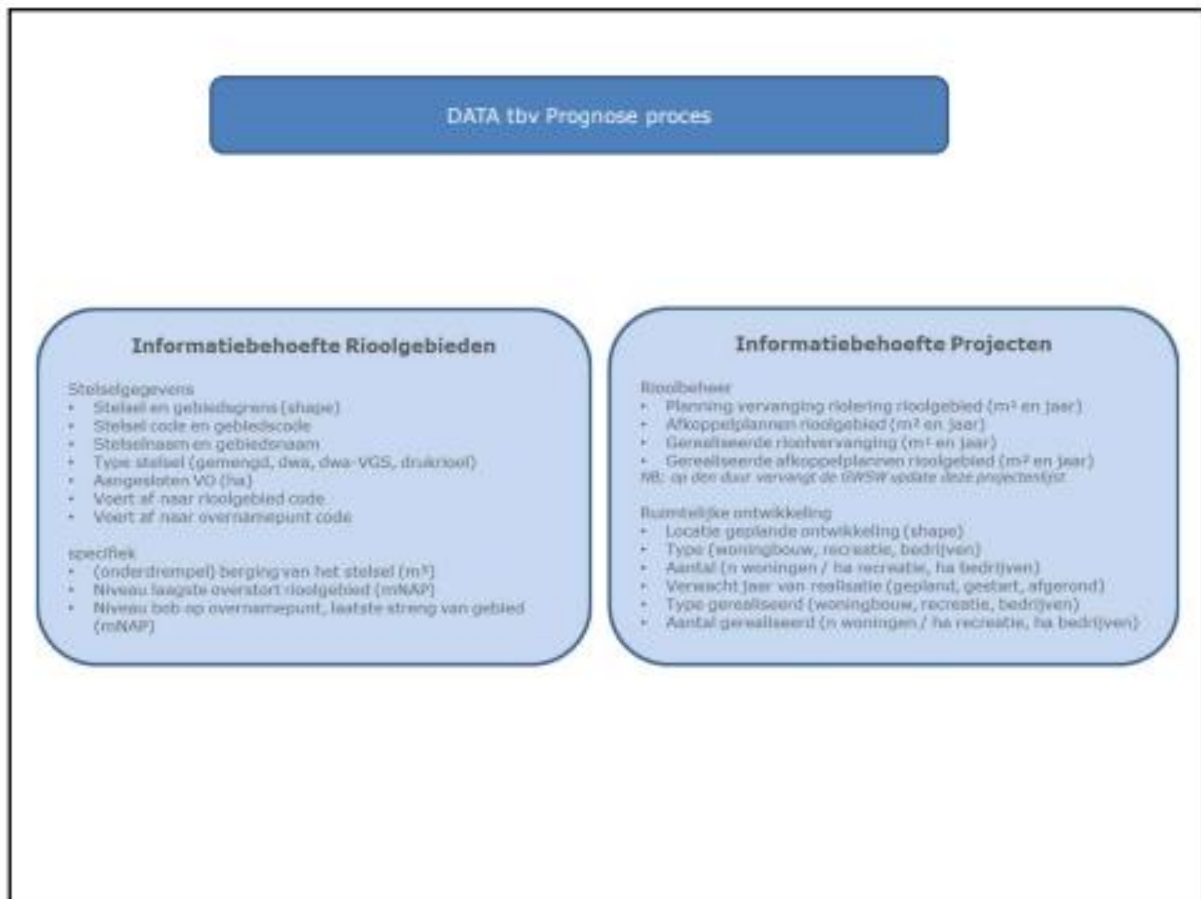 DATA tbv Prognose proces
Informatiebehoefte Rioolgebieden
Stelselgegevens
• Stelsel en gebiedsgrens (shape)
• Stelsel code en gebiedscode
• Stelselnaam en gebiedsnaam
• Type stelsel (gemengd, dwa, dwa-VGS, drukriool)
• Aangesloten VO (ha)
• Voert af naar rioolgebied code
• Voert af naar overnamepunt code
specifiek
• (onderdrempel) berging van het stelsel (m³)
• Niveau laagste overstort rioolgebied (mNAP)
• Niveau bob op overnamepunt, laatste streng van gebied
(mNAP)
Informatiebehoefte Projecten
Rioolbeheer
• Planning vervanging riolering rioolgebied (m¹ en jaar)
• Afkoppelplannen rioolgebied (m² en jaar)
• Gerealiseerde rioolvervanging (m¹ en jaar)
• Gerealiseerde afkoppelplannen rioolgebied (m² en jaar)
NB: op den duur vervangt de GWSW update deze projectenlijst
Ruimtelijke ontwikkeling
• Locatie geplande ontwikkeling (shape)
• Type (woningbouw, recreatie, bedrijven)
• Aantal (n woningen / ha recreatie, ha bedrijven)
• Verwacht jaar van realisatie (gepland, gestart, afgerond)
• Type gerealiseerd (woningbouw, recreatie, bedrijven)
• Aantal gerealiseerd (n woningen / ha recreatie, ha bedrijven)